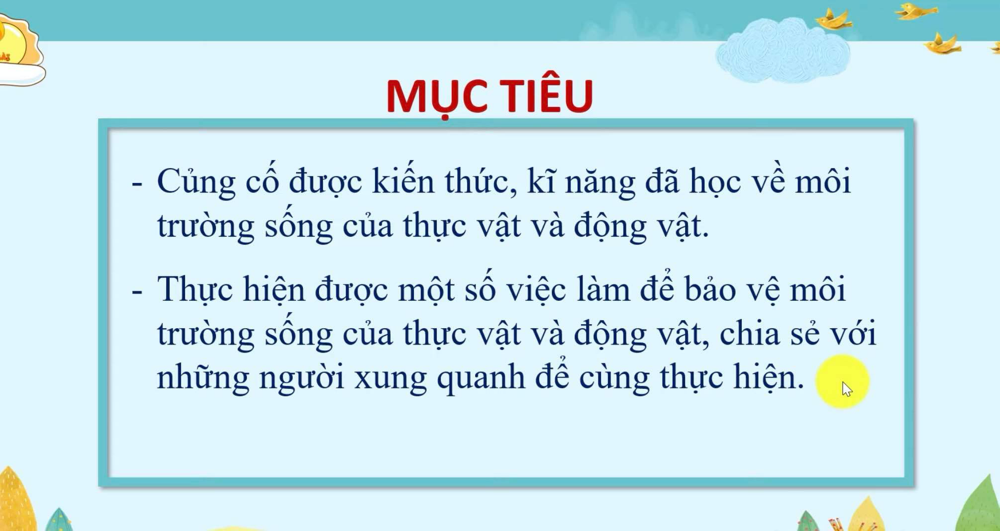 MỤC TIÊU
- Củng cố được kiến thức, kĩ năng đã học về môi
trường sống của thực vật và động vật.
- Thực hiện được một số việc làm để bảo vệ môi
trường sống của thực vật và động vật, chia sẻ với
những người xung quanh để cùng thực hiện.